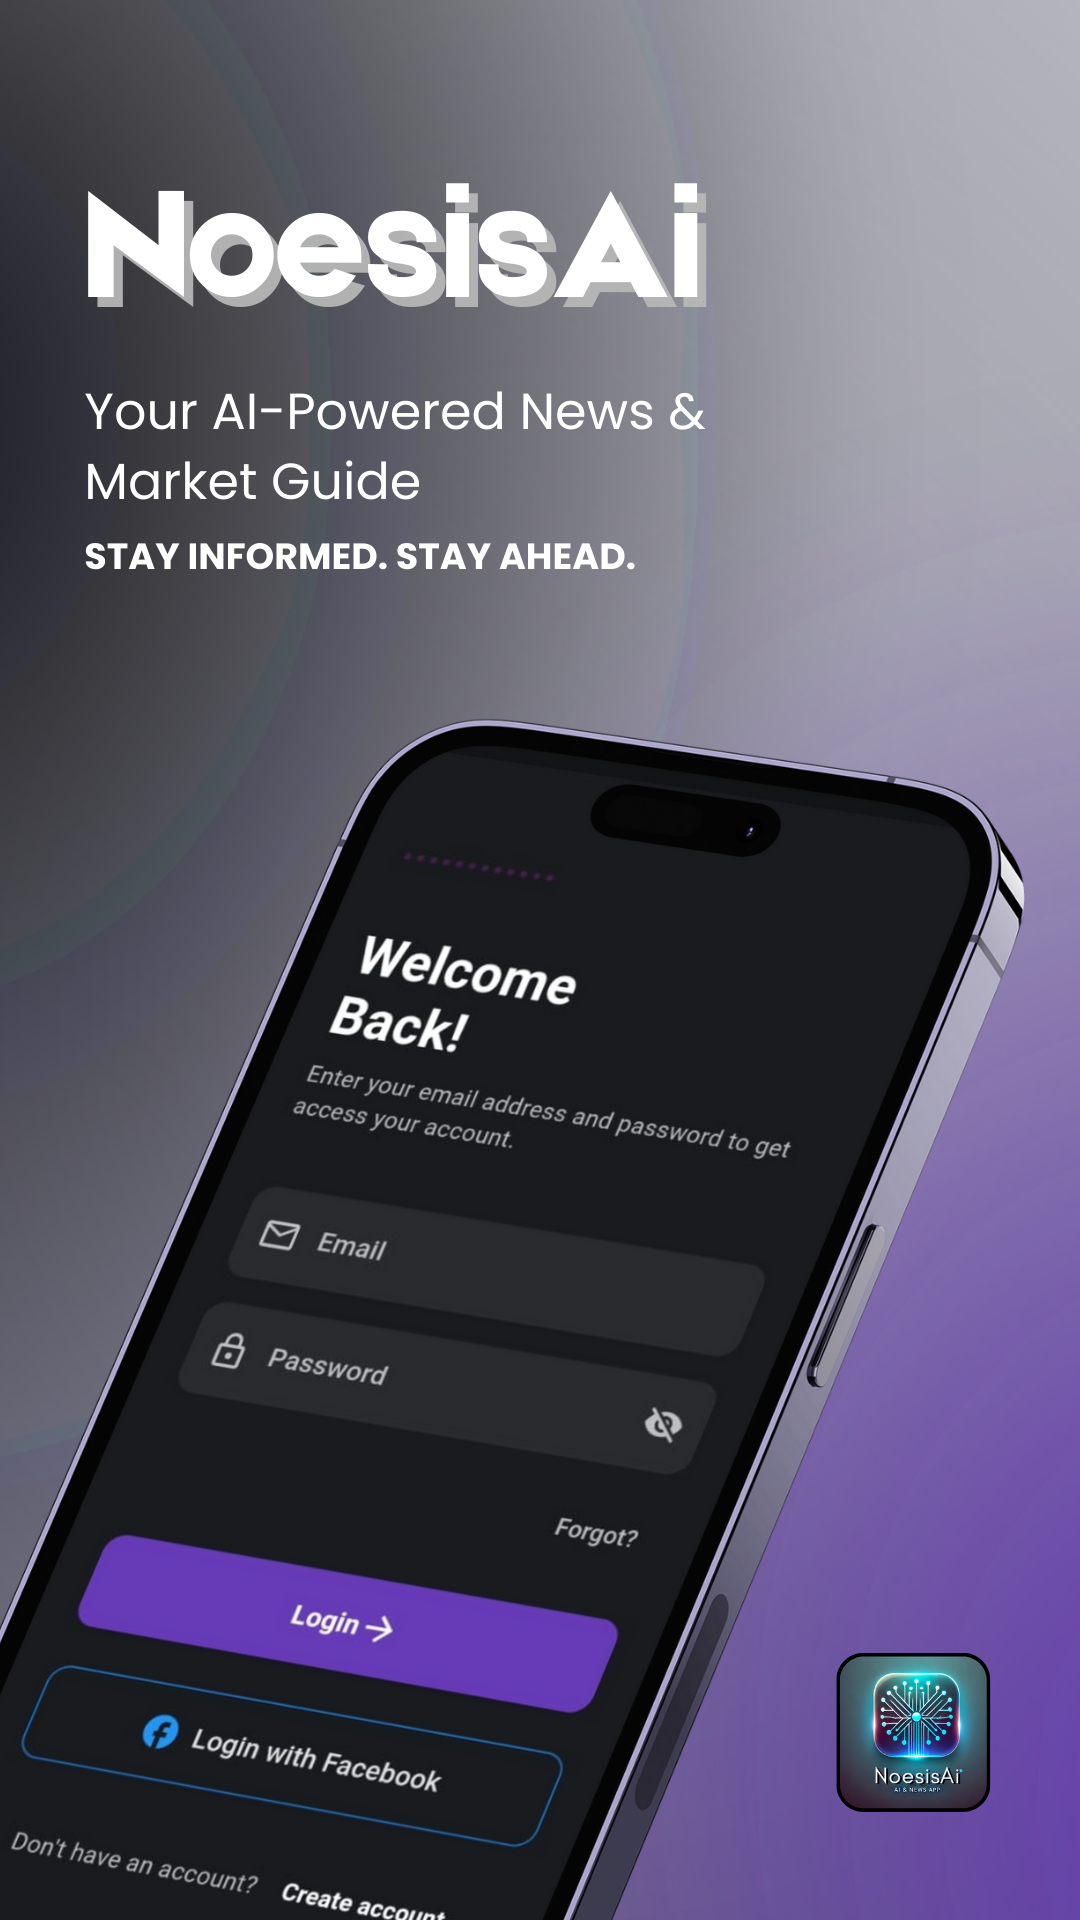 NoesisAi
Your AI-Powered News &
Market Guide
STAY INFORMED. STAY AHEAD.
Welcome
Back!
Enter your email address and password to get
access your account.
Email
Password
Forgot?
Login
Login with Facebook
Don't have an account? Create account
NoesisAi
AI & NEWS APP